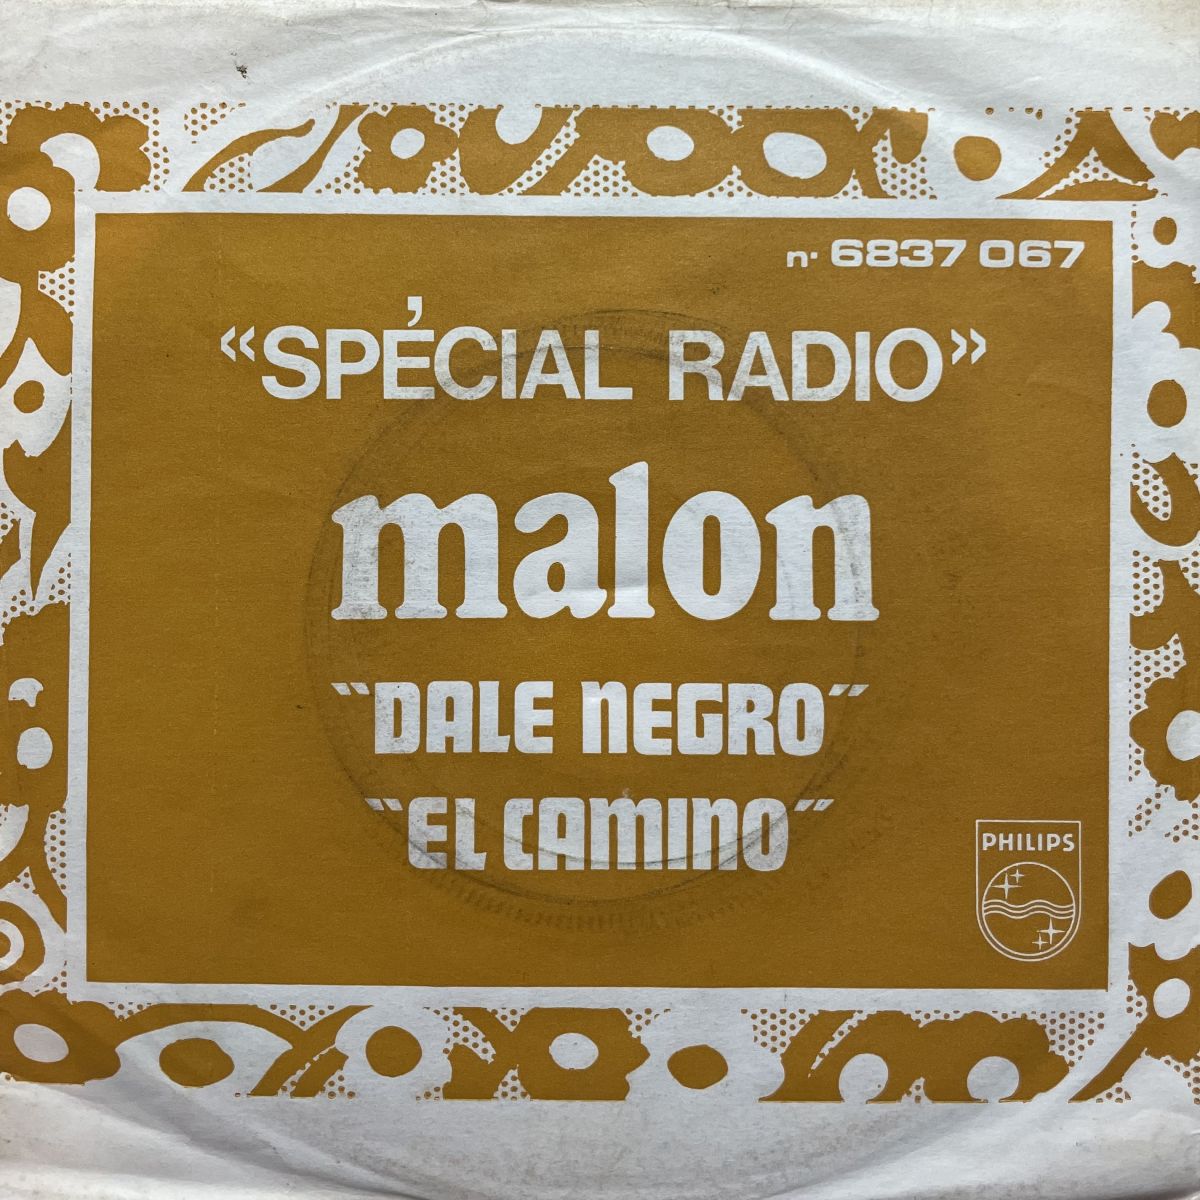 n· 6837 067
«SPÉCIAL RADIO»
malon
"DALE NEGRO"
"EL CAMINO"
PHILIPS